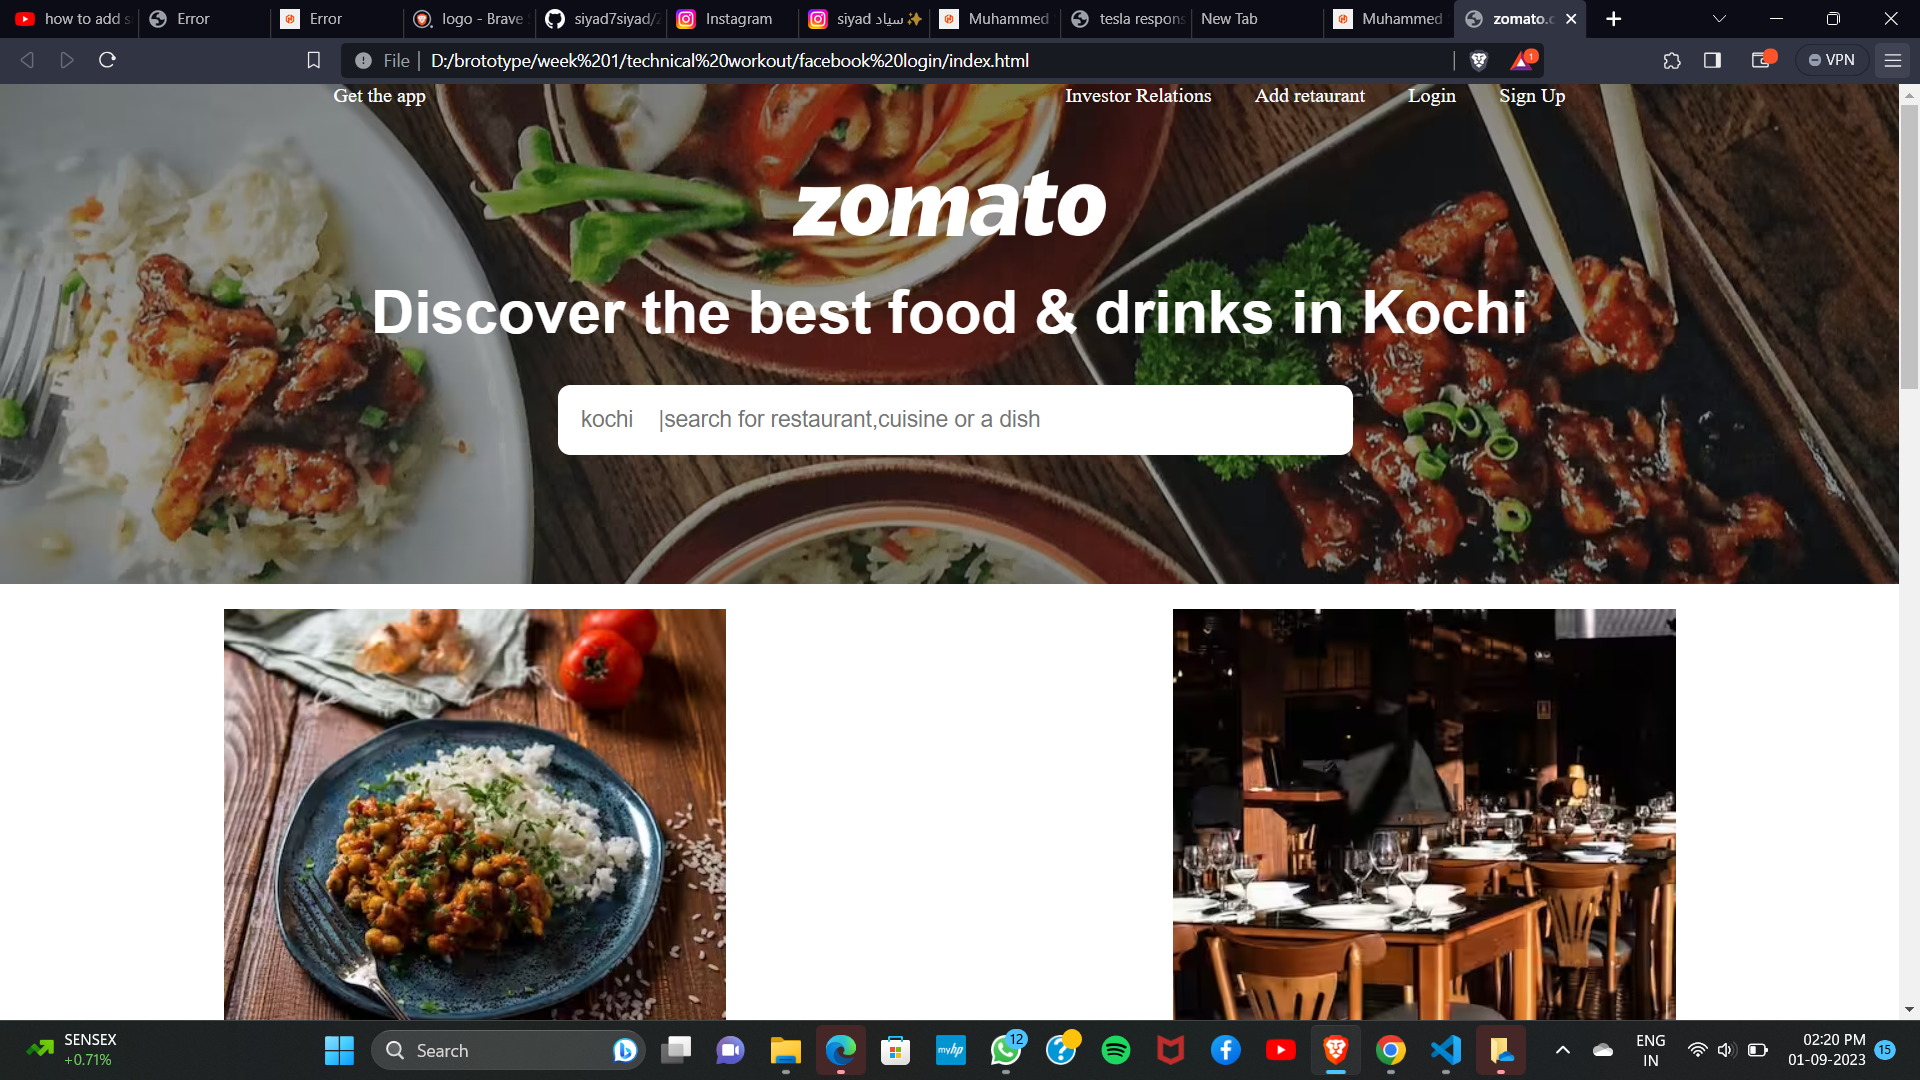 how to add s
Error
Error
logo - Brave
siyad7siyad/
Instagram
siyad سیاد✨
Muhammed
tesla respons
New Tab
Muhammed
zomato.c
File | D:/brototype/week%201/technical%20workout/facebook%20login/index.html
1
VPN
Get the app
Investor Relations
Add retaurant
Login
Sign Up
zomato
Discover the best food & drinks in Kochi
kochi |search for restaurant,cuisine or a dish
SENSEX
+0.71%
Search
myhp
12
ENG
IN
02:20 PM
01-09-2023
15